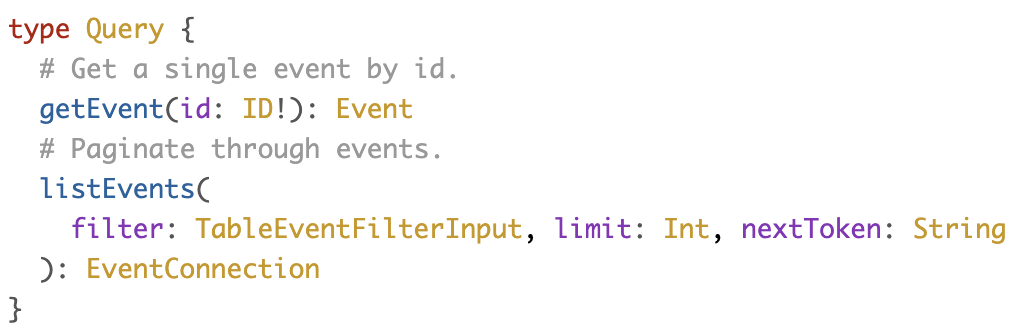 type Query {
  # Get a single event by id.
  getEvent(id: ID!): Event
  # Paginate through events.
  listEvents(
    filter: TableEventFilterInput, limit: Int, nextToken: String
  ): EventConnection
}